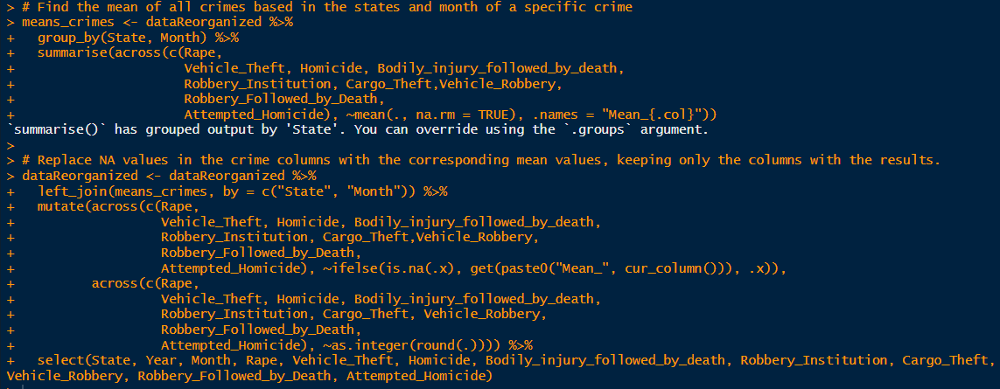 > # Find the mean of all crimes based in the states and month of a specific crime
> means_crimes <- dataReorganized %>%
+   group_by(State, Month) %>%
+   summarise(across(c(Rape,
+                      Vehicle_Theft, Homicide, Bodily_injury_followed_by_death,
+                      Robbery_Institution, Cargo_Theft,Vehicle_Robbery,
+                      Robbery_Followed_by_Death,
+                      Attempted_Homicide), ~mean(., na.rm = TRUE), .names = "Mean_{.col}"))
`summarise()` has grouped output by 'State'. You can override using the `.groups` argument.
>
> # Replace NA values in the crime columns with the corresponding mean values, keeping only the columns with the results.
> dataReorganized <- dataReorganized %>%
+   left_join(means_crimes, by = c("State", "Month")) %>%
+   mutate(across(c(Rape,
+                   Vehicle_Theft, Homicide, Bodily_injury_followed_by_death,
+                   Robbery_Institution, Cargo_Theft,Vehicle_Robbery,
+                   Robbery_Followed_by_Death,
+                   Attempted_Homicide), ~ifelse(is.na(.x), get(paste0("Mean_", cur_column())), .x)),
+          across(c(Rape,
+                   Vehicle_Theft, Homicide, Bodily_injury_followed_by_death,
+                   Robbery_Institution, Cargo_Theft, Vehicle_Robbery,
+                   Robbery_Followed_by_Death,
+                   Attempted_Homicide), ~as.integer(round(.)))) %>%
+   select(State, Year, Month, Rape, Vehicle_Theft, Homicide, Bodily_injury_followed_by_death, Robbery_Institution, Cargo_Theft,
Vehicle_Robbery, Robbery_Followed_by_Death, Attempted_Homicide)